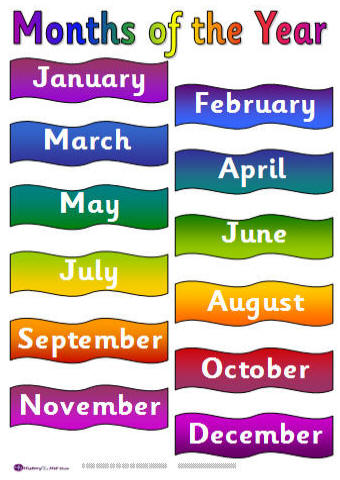 Months of the Year
January
February
March
April
May
June
July
August
September
October
November
December